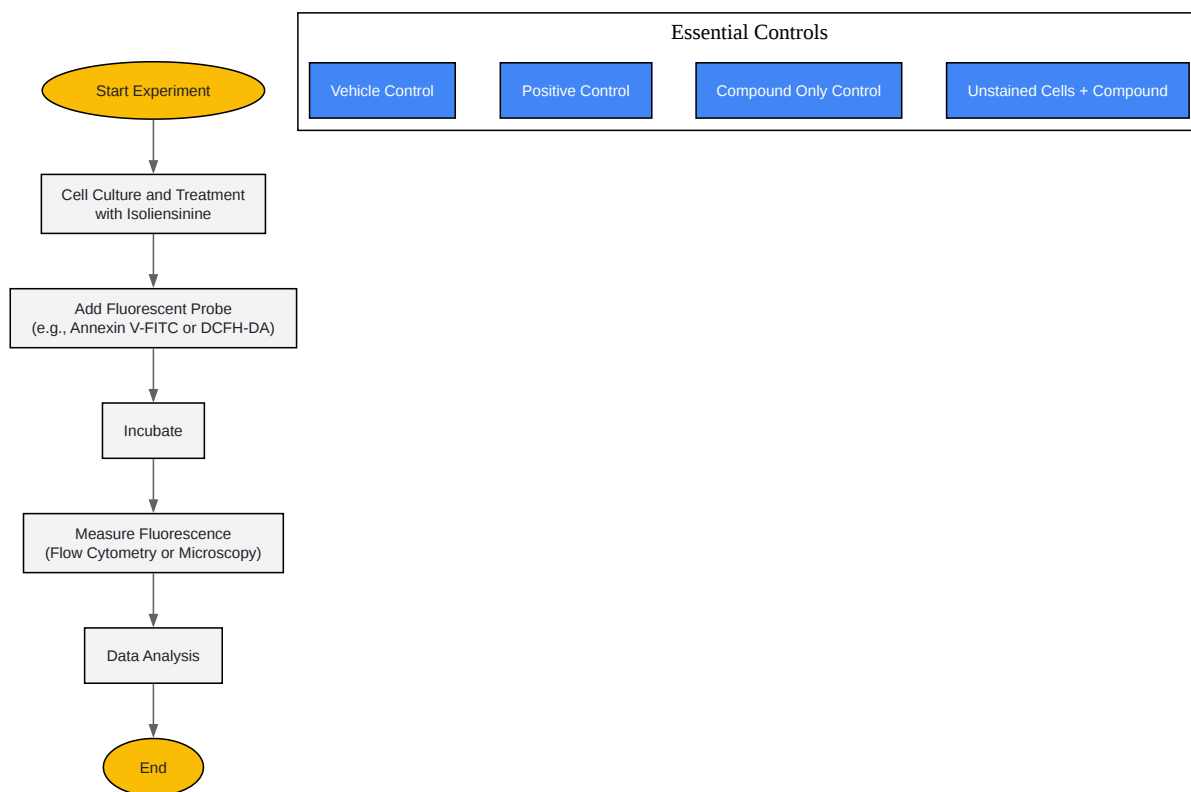 Essential Controls
Start Experiment
Vehicle Control
Positive Control
Compound Only Control
Unstained Cells + Compound
Cell Culture and Treatment
with Isoliensinine
Add Fluorescent Probe
(e.g., Annexin V-FITC or DCFH-DA)
Incubate
Measure Fluorescence
(Flow Cytometry or Microscopy)
Data Analysis
End